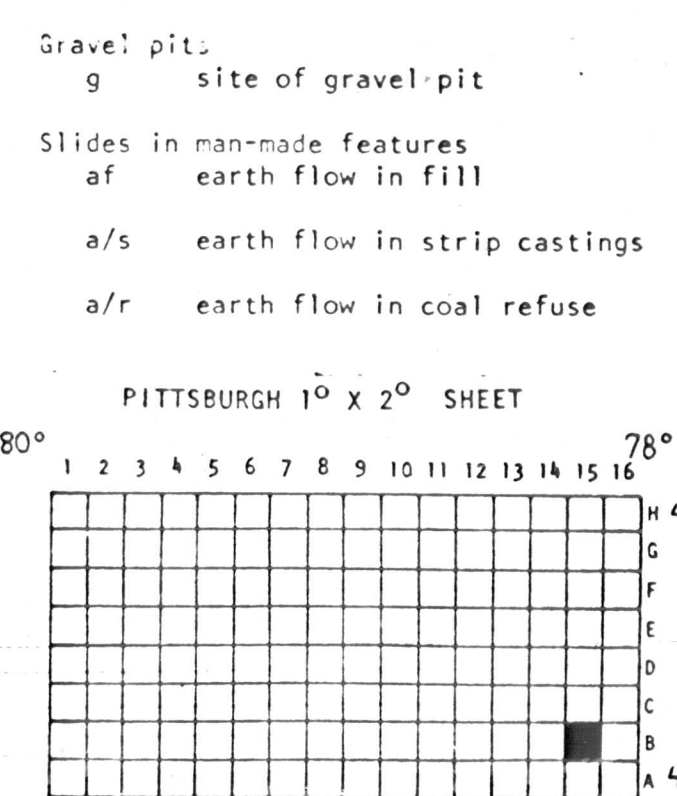 Gravel pits
g site of gravel pit
Slides in man-made features
af earth flow in fill
a/s earth flow in strip castings
a/r earth flow in coal refuse
PITTSBURGH 1° X 2° SHEET
80° 78°
1 2 3 4 5 6 7 8 9 10 11 12 13 14 15 16
H
G
F
E
D
C
B
A